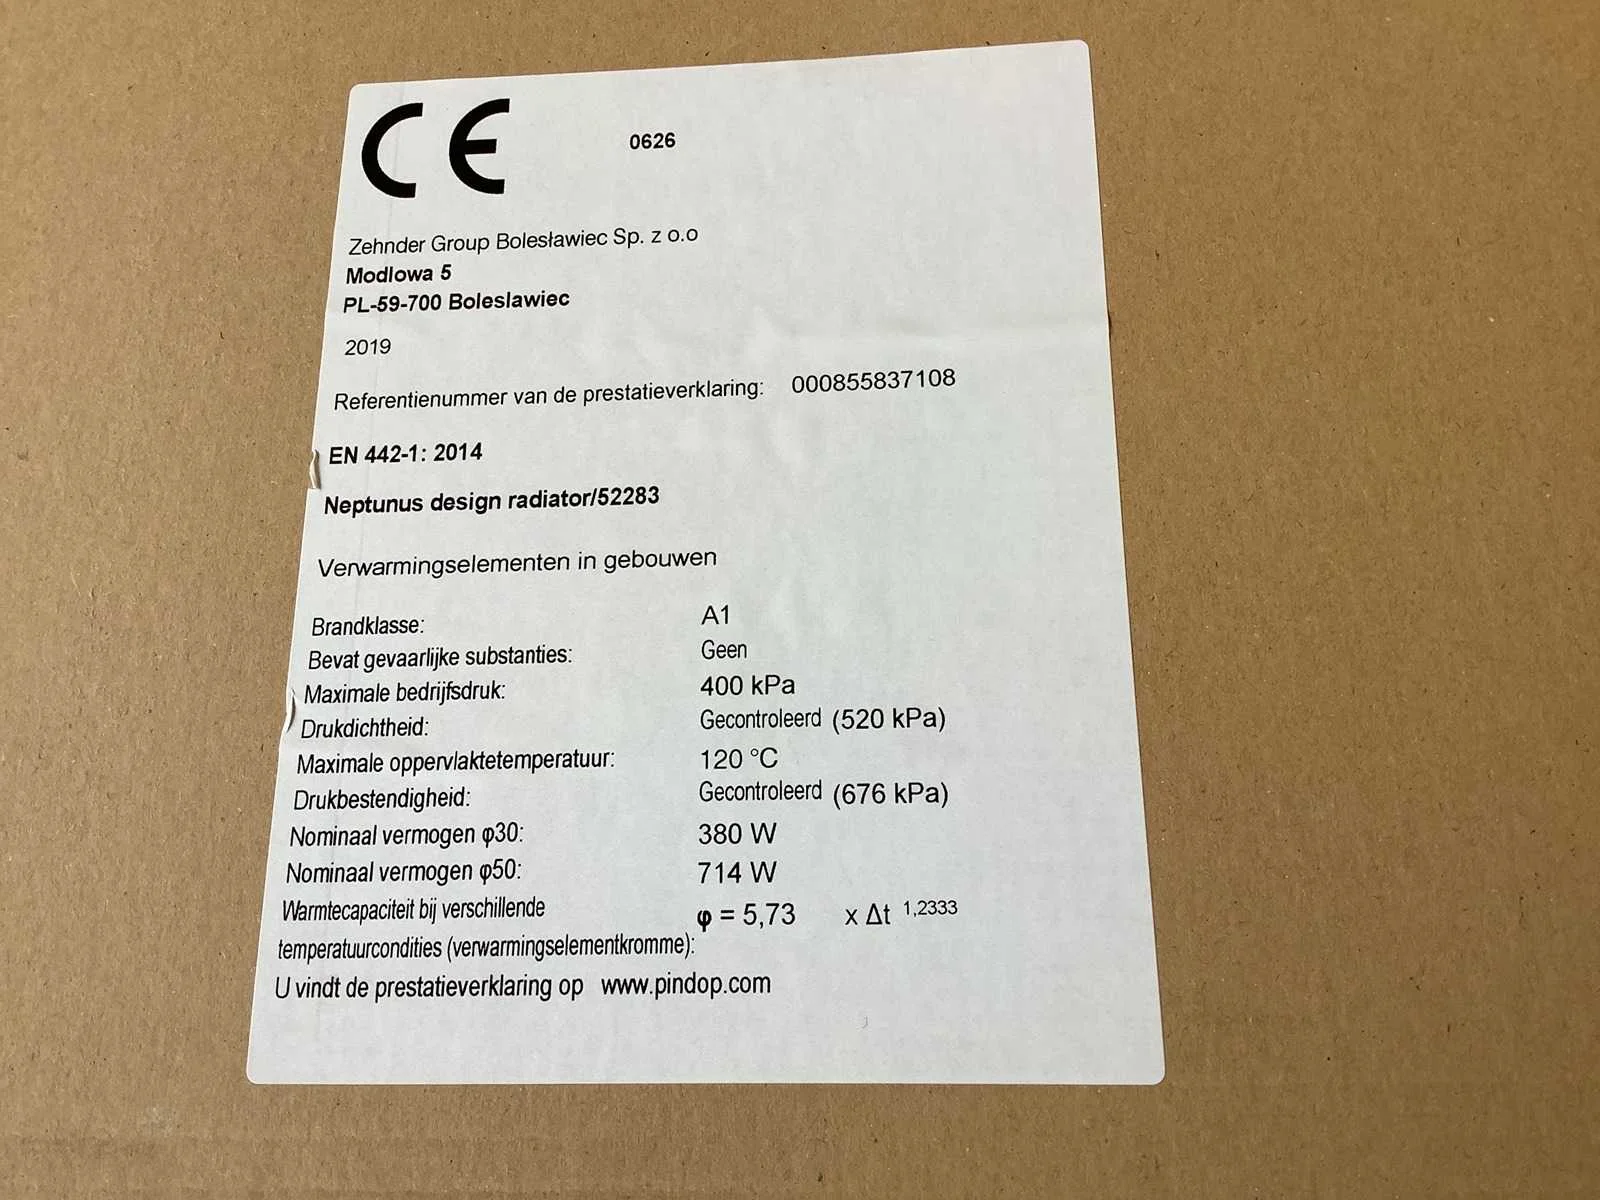 CE 0626
Zehnder Group Bolesławiec Sp. z o.o
Modlowa 5
PL-59-700 Boleslawiec
2019
Referentienummer van de prestatieverklaring: 000855837108
EN 442-1: 2014
Neptunus design radiator/52283
Verwarmingselementen in gebouwen
Brandklasse: A1
Bevat gevaarlijke substanties: Geen
Maximale bedrijfsdruk: 400 kPa
Drukdichtheid: Gecontroleerd (520 kPa)
Maximale oppervlaktetemperatuur: 120 °C
Drukbestendigheid: Gecontroleerd (676 kPa)
Nominaal vermogen φ30: 380 W
Nominaal vermogen φ50: 714 W
Warmtecapaciteit bij verschillende φ = 5,73 x Δt 1,2333
temperatuurcondities (verwarmingselementkromme):
U vindt de prestatieverklaring op www.pindop.com